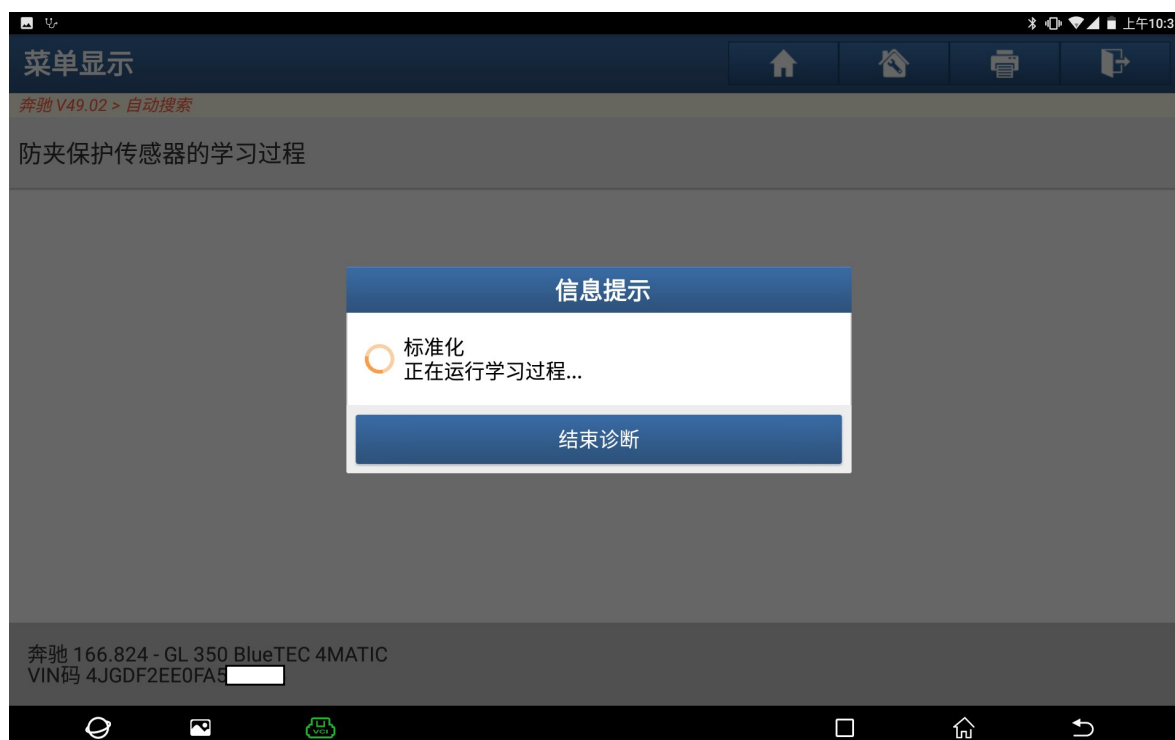 上午10:3
菜单显示
奔驰 V49.02 > 自动搜索
防夹保护传感器的学习过程
信息提示
标准化
正在运行学习过程...
结束诊断
奔驰 166.824 - GL 350 BlueTEC 4MATIC
VIN码 4JGDF2EE0FA5
VCI